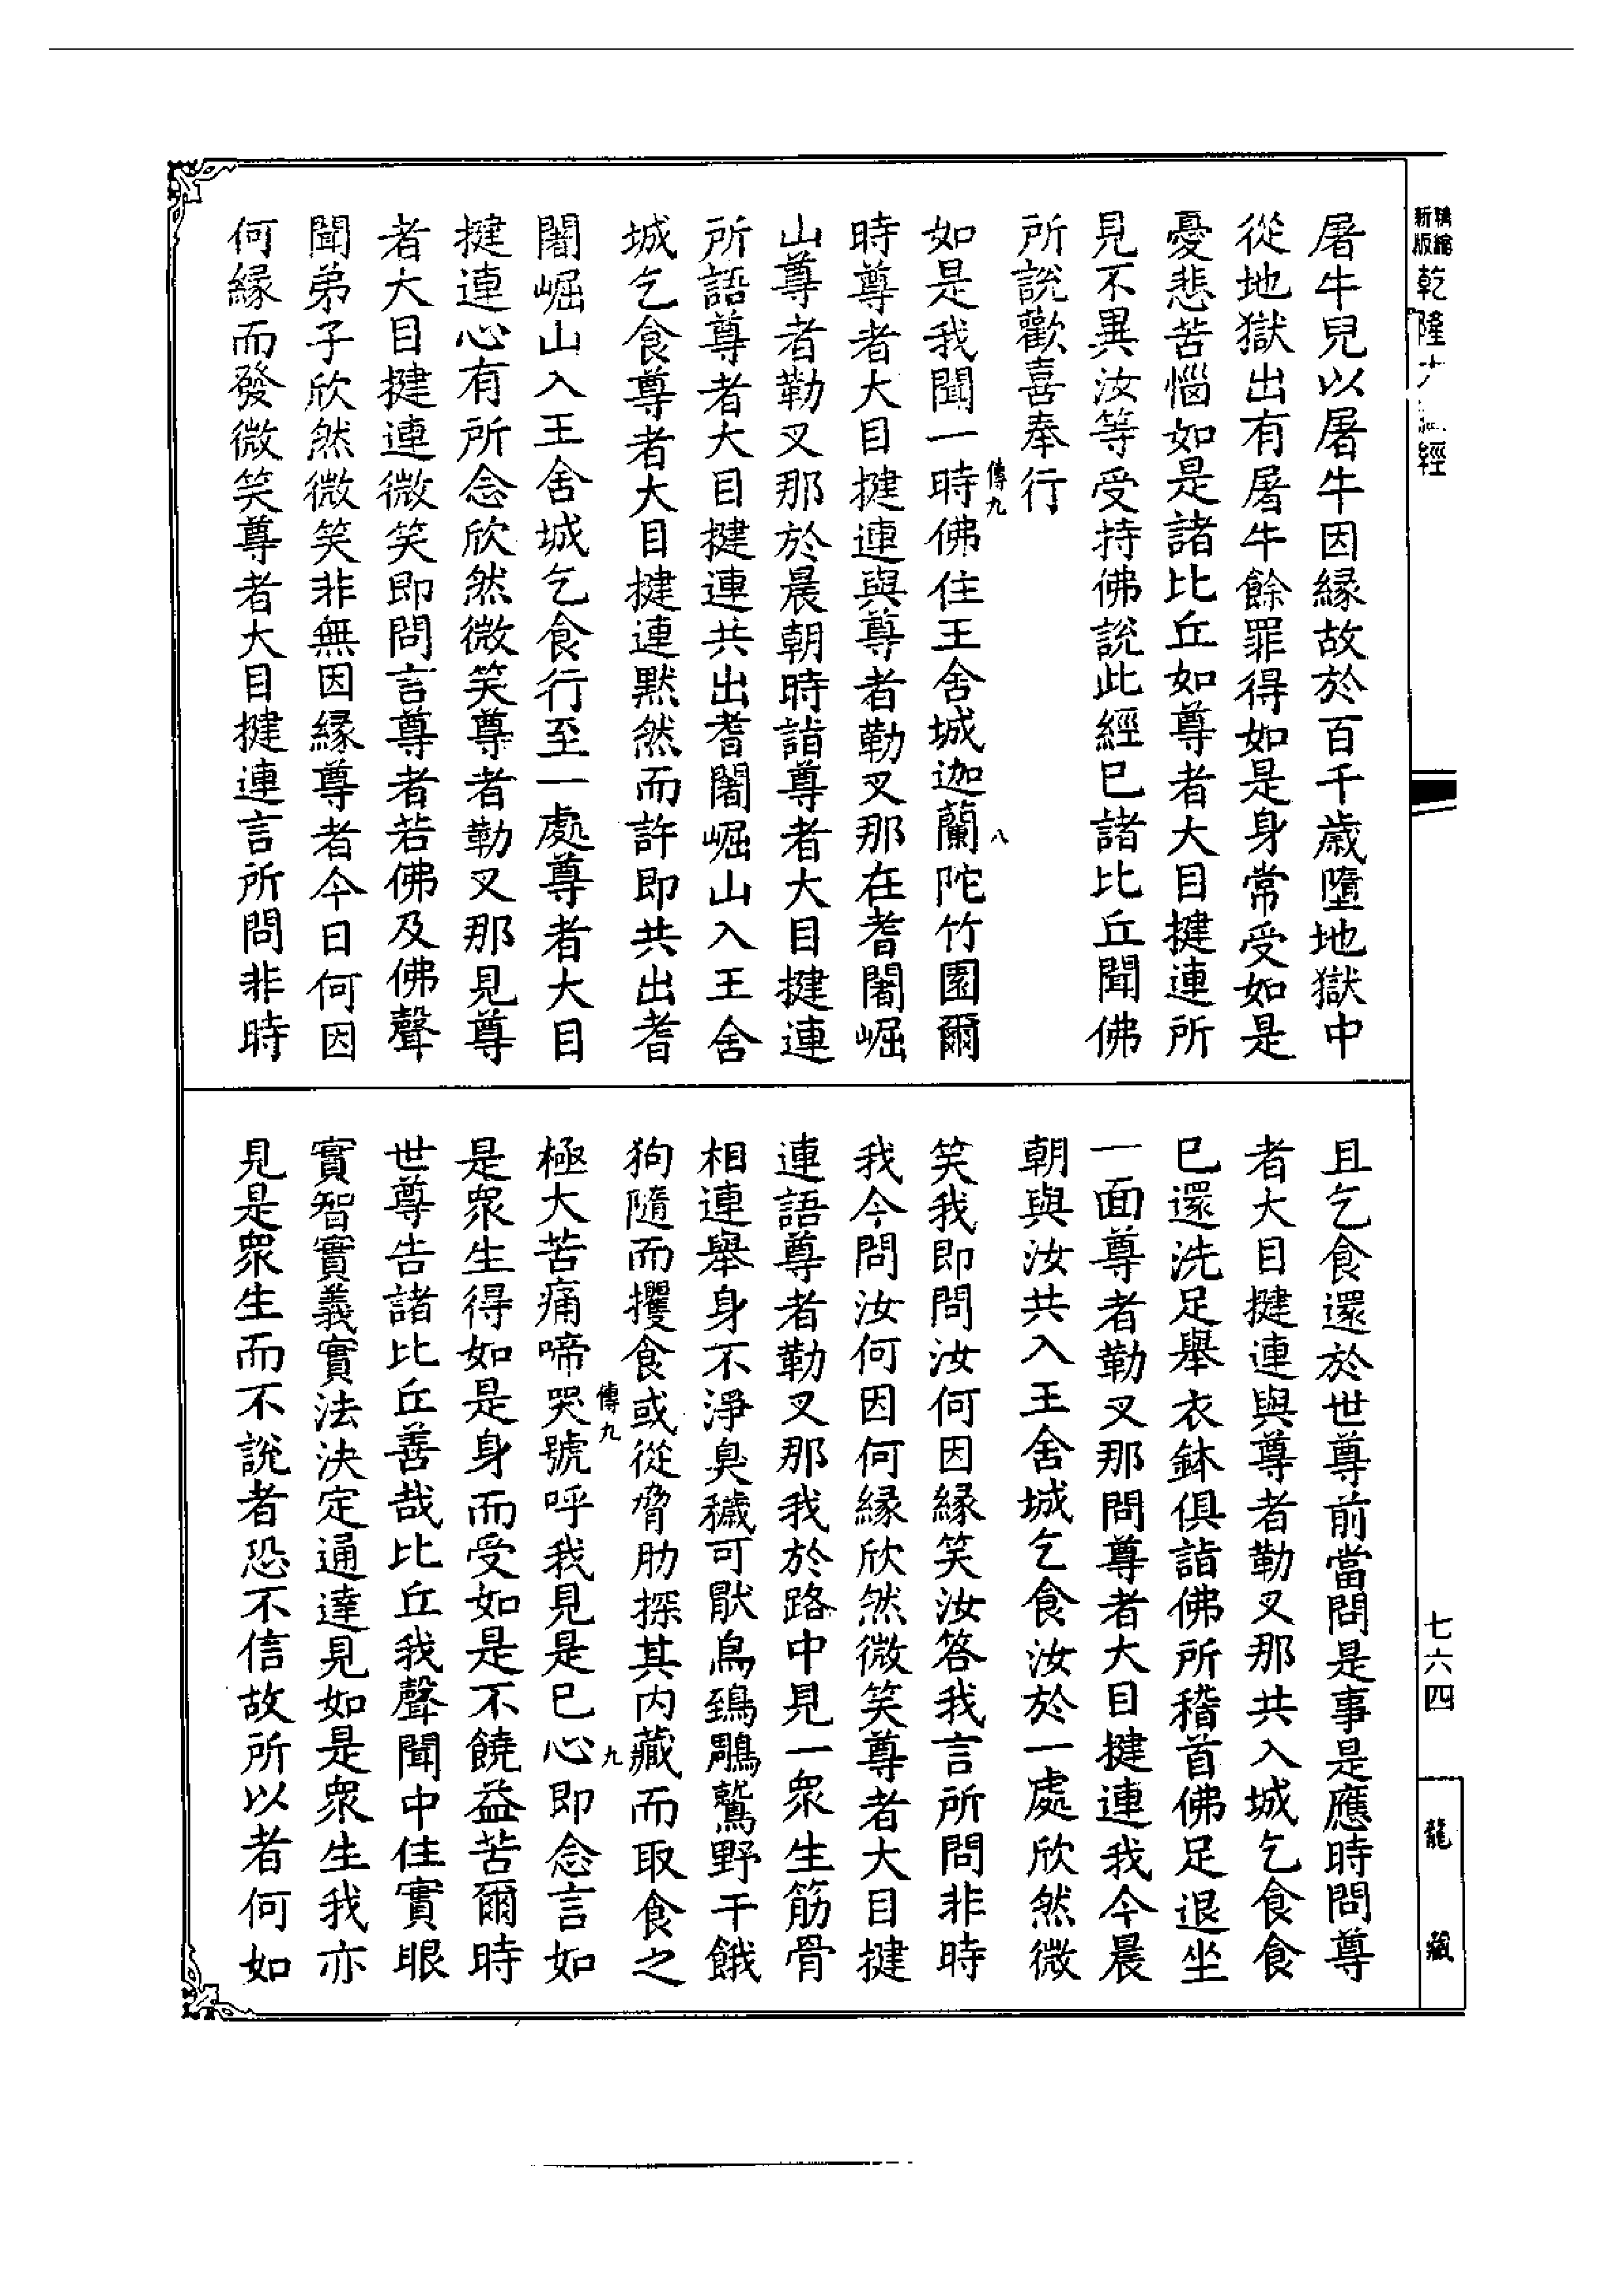 精縮
新版
乾隆大
經
屠牛兒以屠牛因緣故於百千歲墮地獄中
從地獄出有屠牛餘罪得如是身常受如是
憂悲苦惱如是諸比丘如尊者大目揵連所
見不異汝等受持佛說此經已諸比丘聞佛
所說歡喜奉行
傳九
八
如是我聞一時佛住王舍城迦蘭陀竹園爾
時尊者大目揵連與尊者勒叉那在耆闍崛
山尊者勒叉那於晨朝時詣尊者大目揵連
所語尊者大目揵連共出耆闍崛山入王舍
城乞食尊者大目揵連默然而許即共出耆
闍崛山入王舍城乞食行至一處尊者大目
揵連心有所念欣然微笑尊者勒叉那見尊
者大目揵連微笑即問言尊者若佛及佛聲
聞弟子欣然微笑非無因緣尊者今日何因
何緣而發微笑尊者大目揵連言所問非時
且乞食還於世尊前當問是事是應時問尊
者大目揵連與尊者勒叉那共入城乞食食
已還洗足舉衣鉢俱詣佛所稽首佛足退坐
一面尊者勒叉那問尊者大目揵連我今晨
朝與汝共入王舍城乞食汝於一處欣然微
笑我即問汝何因緣笑汝答我言所問非時
我今問汝何因何緣欣然微笑尊者大目揵
連語尊者勒叉那我於路中見一眾生筋骨
相連舉身不淨臭穢可厭烏鵄鵰鷲野干餓
狗隨而攫食或從脅肋探其內藏而取食之
傳九
九
極大苦痛啼哭號呼我見是已心即念言如
是眾生得如是身而受如是不饒益苦爾時
世尊告諸比丘善哉比丘我聲聞中住實眼
實智實義實法決定通達見如是眾生我亦
見是眾生而不說者恐不信故所以者何如
七六四
龍藏